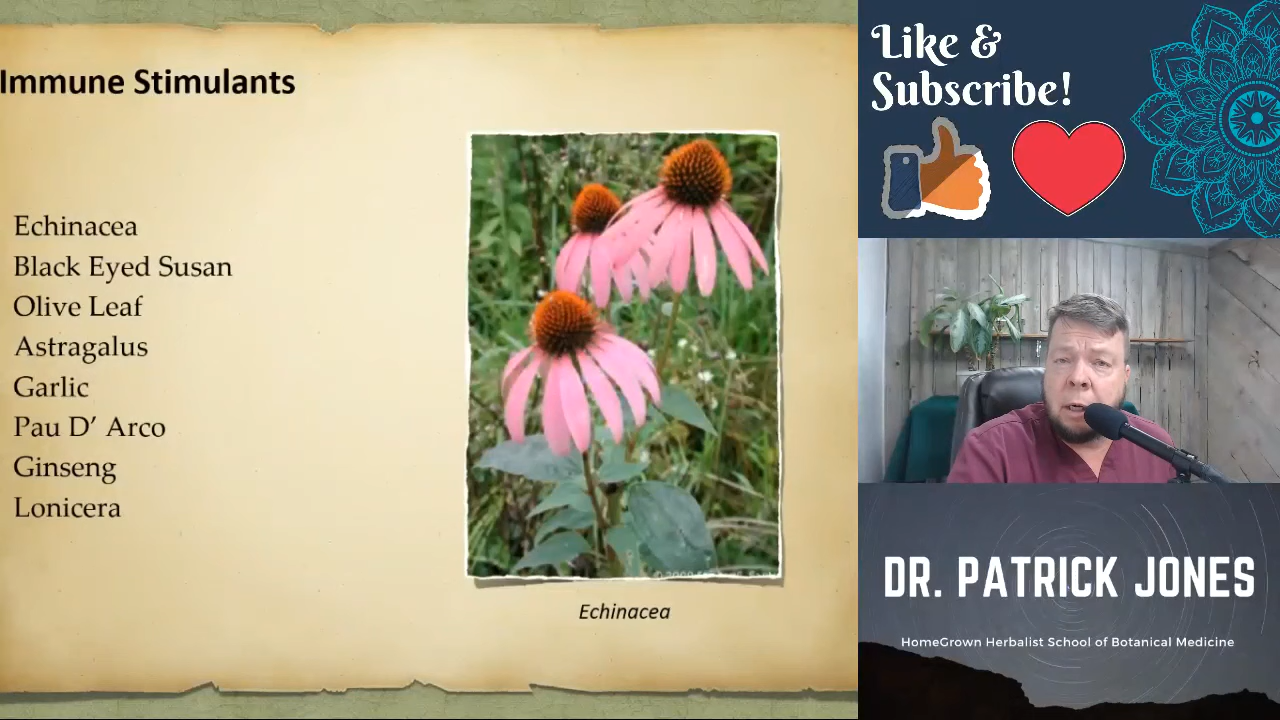 Immune Stimulants
Echinacea
Black Eyed Susan
Olive Leaf
Astragalus
Garlic
Pau D’ Arco
Ginseng
Lonicera
Echinacea
Like &
Subscribe!
DR. PATRICK JONES
HomeGrown Herbalist School of Botanical Medicine